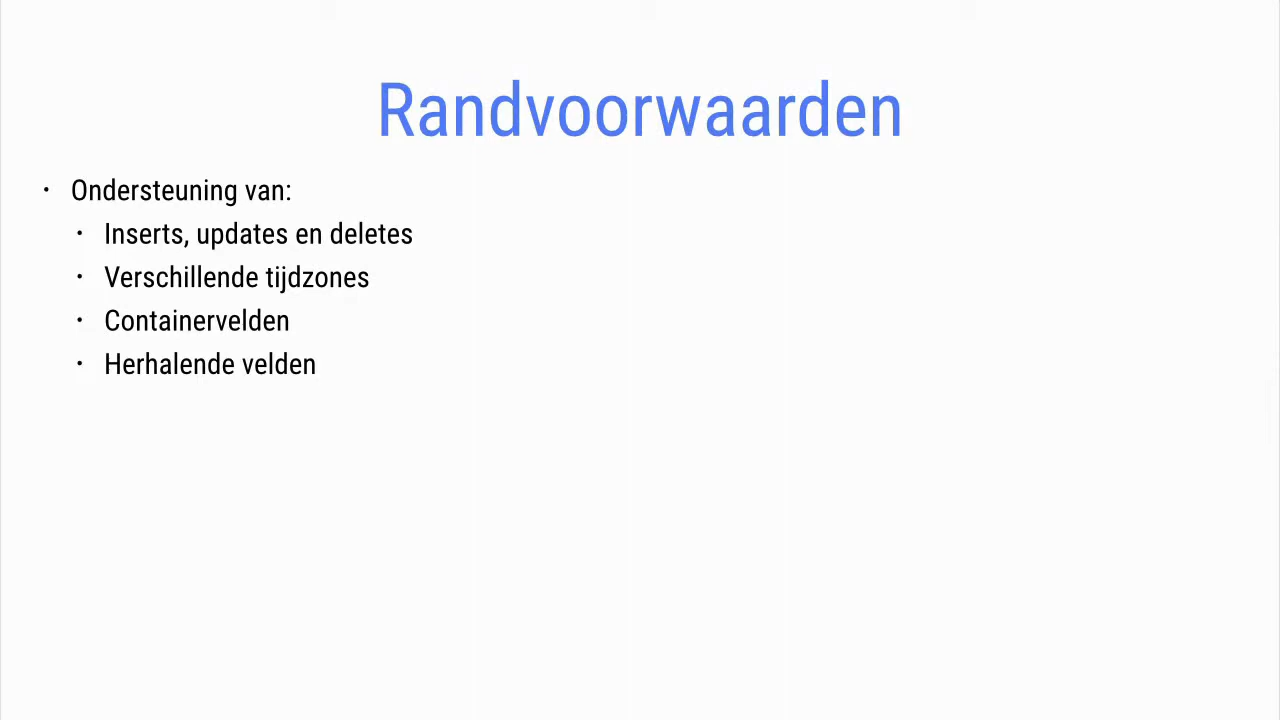 Randvoorwaarden
• Ondersteuning van:
• Inserts, updates en deletes
• Verschillende tijdzones
• Containervelden
• Herhalende velden